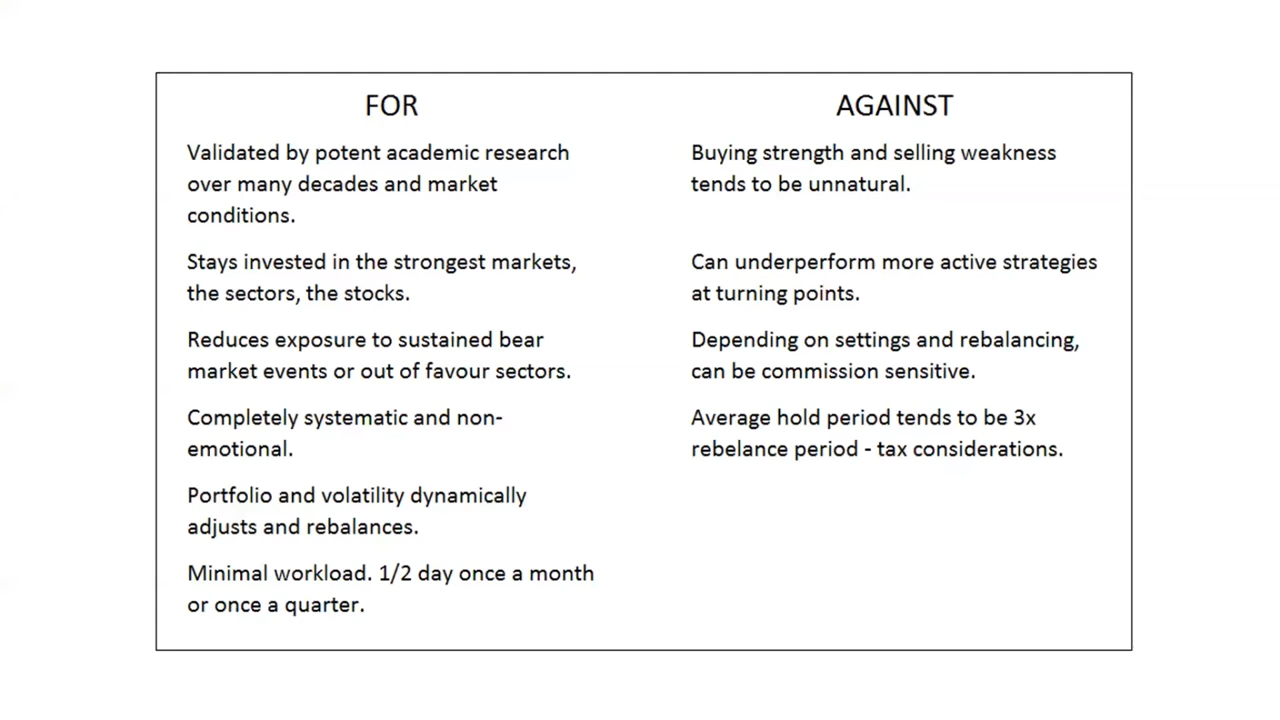 FOR
Validated by potent academic research
over many decades and market
conditions.
Stays invested in the strongest markets,
the sectors, the stocks.
Reduces exposure to sustained bear
market events or out of favour sectors.
Completely systematic and non-
emotional.
Portfolio and volatility dynamically
adjusts and rebalances.
Minimal workload. 1/2 day once a month
or once a quarter.
AGAINST
Buying strength and selling weakness
tends to be unnatural.
Can underperform more active strategies
at turning points.
Depending on settings and rebalancing,
can be commission sensitive.
Average hold period tends to be 3x
rebelance period - tax considerations.